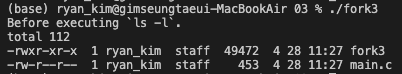 (base) ryan_kim@gimseungtaeui-MacBookAir 03 % ./fork3
Before executing `ls -l`.
total 112
-rwxr-xr-x  1 ryan_kim  staff  49472  4 28 11:27 fork3
-rw-r--r--  1 ryan_kim  staff    453  4 28 11:27 main.c